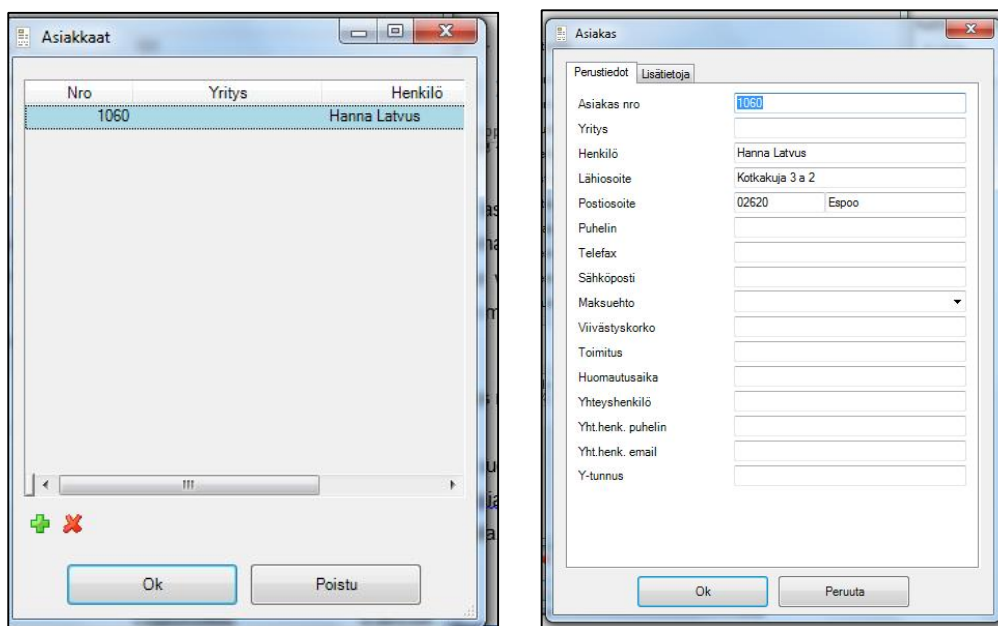 Asiakkaat
Nro Yritys Henkilö
1060 Hanna Latvus
Ok Poistu
Asiakas
Perustiedot Lisätietoja
Asiakas nro 1060
Yritys
Henkilö Hanna Latvus
Lähiosoite Kotkakuja 3 a 2
Postiosoite 02620 Espoo
Puhelin
Telefax
Sähköposti
Maksuehto
Viivästyskorko
Toimitus
Huomautusaika
Yhteyshenkilö
Yht.henk. puhelin
Yht.henk. email
Y-tunnus
Ok Peruuta